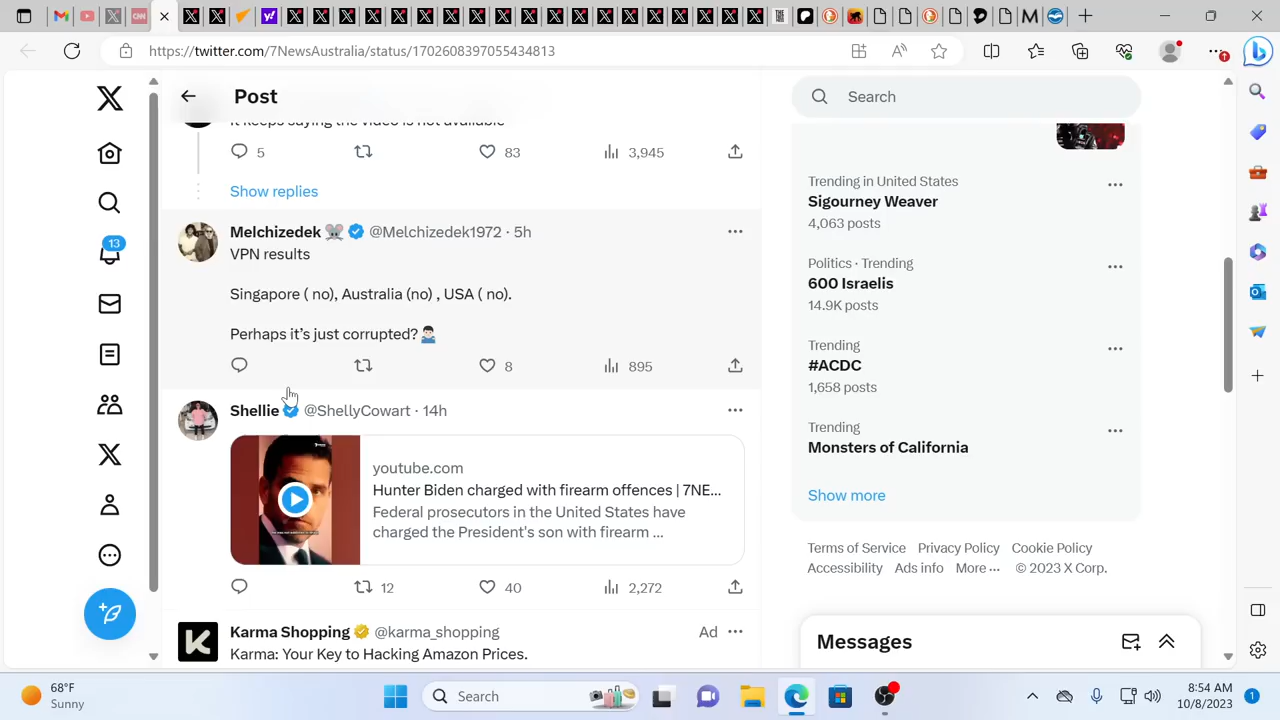 https://twitter.com/7NewsAustralia/status/1702608397055434813
Post
Search
It keeps saying the video is not available
5
83
3,945
Show replies
Melchizedek @Melchizedek1972 · 5h
VPN results
Singapore ( no), Australia (no) , USA ( no).
Perhaps it's just corrupted?
8
895
Shellie @ShellyCowart · 14h
youtube.com
Hunter Biden charged with firearm offences | 7NE...
Federal prosecutors in the United States have
charged the President's son with firearm ...
12
40
2,272
Karma Shopping @karma_shopping
Ad
Karma: Your Key to Hacking Amazon Prices.
13
Trending in United States
Sigourney Weaver
4,063 posts
Politics · Trending
600 Israelis
14.9K posts
Trending
#ACDC
1,658 posts
Trending
Monsters of California
Show more
Terms of Service Privacy Policy Cookie Policy
Accessibility Ads info More ··· © 2023 X Corp.
Messages
68°F
Sunny
Search
8:54 AM
10/8/2023
1